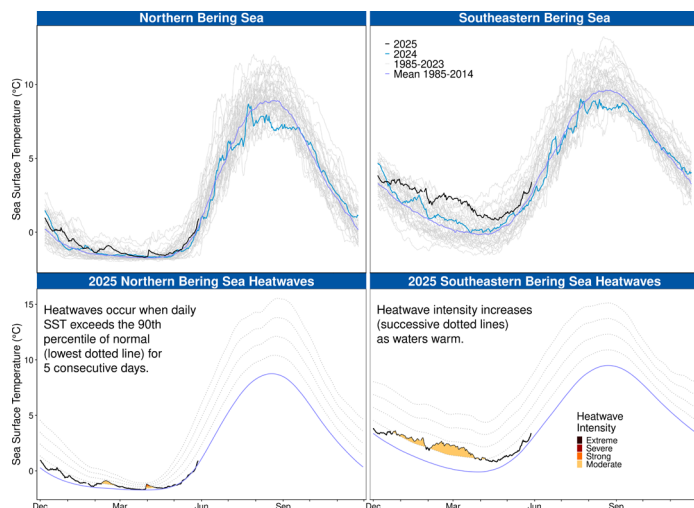 Northern Bering Sea
Southeastern Bering Sea
Sea Surface Temperature (°C)
10
5
0
2025
2024
1985-2023
Mean 1985-2014
2025 Northern Bering Sea Heatwaves
2025 Southeastern Bering Sea Heatwaves
Sea Surface Temperature (°C)
15
10
5
0
Heatwaves occur when daily
SST exceeds the 90th
percentile of normal
(lowest dotted line) for
5 consecutive days.
Heatwave intensity increases
(successive dotted lines)
as waters warm.
Heatwave
Intensity
Extreme
Severe
Strong
Moderate
Dec
Mar
Jun
Sep
Dec
Mar
Jun
Sep